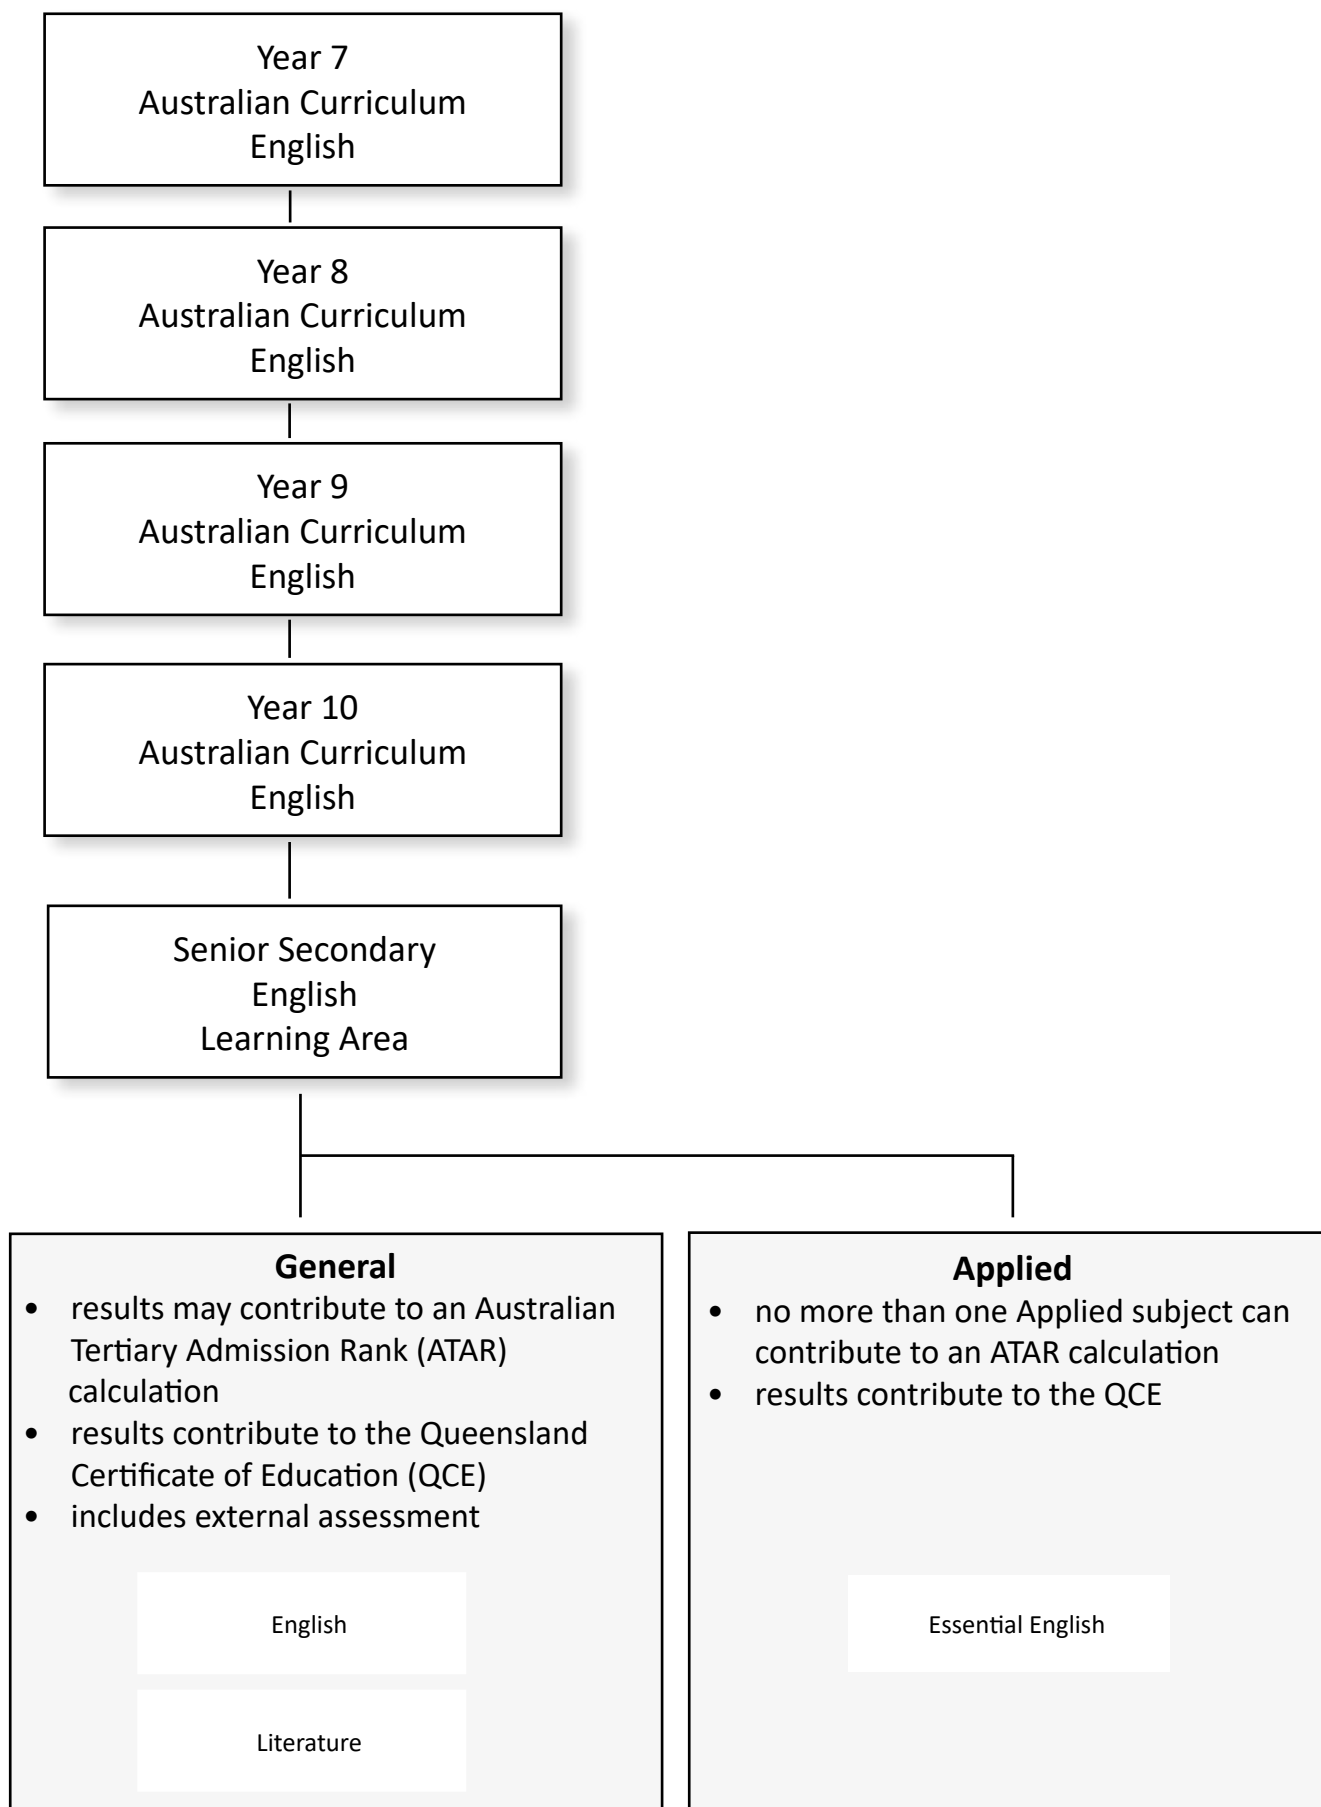 Year 7
Australian Curriculum
English
Year 8
Australian Curriculum
English
Year 9
Australian Curriculum
English
Year 10
Australian Curriculum
English
Senior Secondary
English
Learning Area
General
• results may contribute to an Australian
Tertiary Admission Rank (ATAR)
calculation
• results contribute to the Queensland
Certificate of Education (QCE)
• includes external assessment
English
Literature
Applied
• no more than one Applied subject can
contribute to an ATAR calculation
• results contribute to the QCE
Essential English